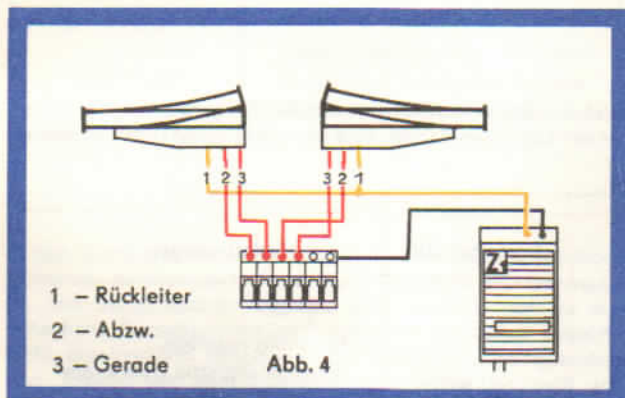 1 2 3
3 2 1
1 – Rückleiter
2 – Abzw.
3 – Gerade
Abb. 4